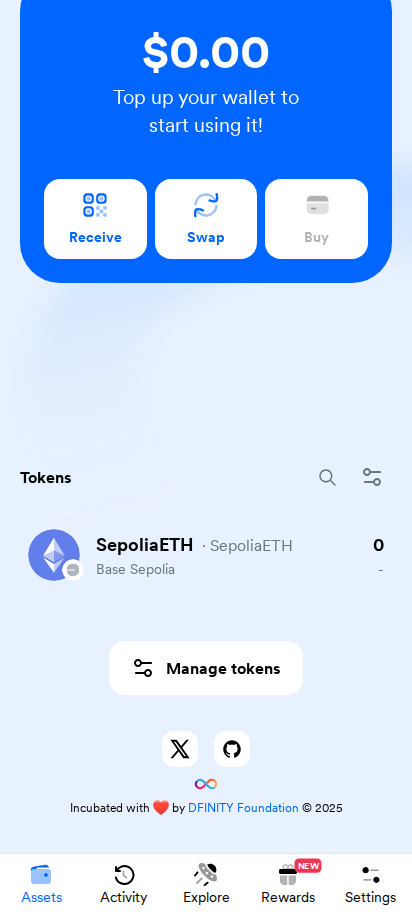 $0.00
Top up your wallet to
start using it!
Receive
Swap
Buy
Tokens
SepoliaETH · SepoliaETH
0
Base Sepolia
-
Manage tokens
Incubated with ❤️ by DFINITY Foundation © 2025
NEW
Assets
Activity
Explore
Rewards
Settings